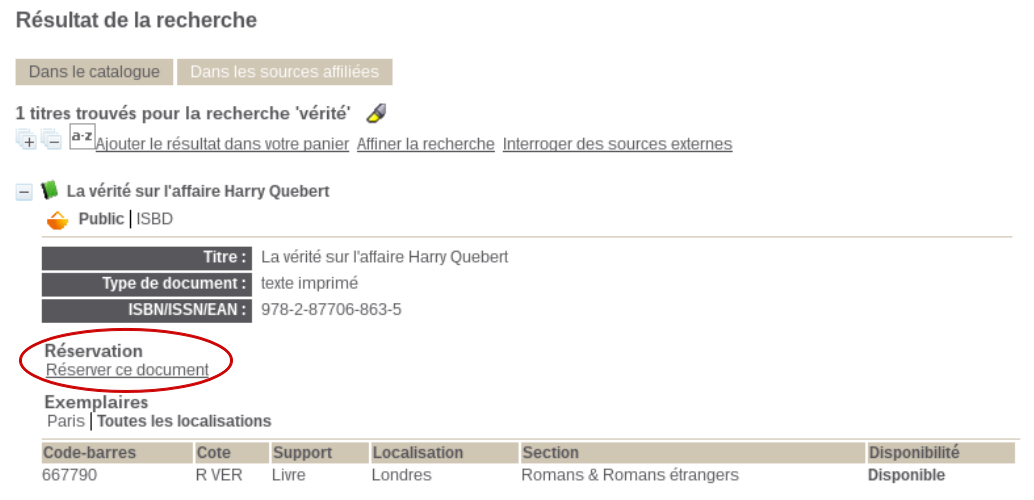 Résultat de la recherche
Dans le catalogue Dans les sources affiliées
1 titres trouvés pour la recherche 'vérité'
a-z Ajouter le résultat dans votre panier Affiner la recherche Interroger des sources externes
La vérité sur l'affaire Harry Quebert
Public ISBD
Titre : La vérité sur l'affaire Harry Quebert
Type de document : texte imprimé
ISBN/ISSN/EAN : 978-2-87706-863-5
Réservation
Réserver ce document
Exemplaires
Paris Toutes les localisations
Code-barres Cote Support Localisation Section Disponibilité
667790 R VER Livre Londres Romans & Romans étrangers Disponible